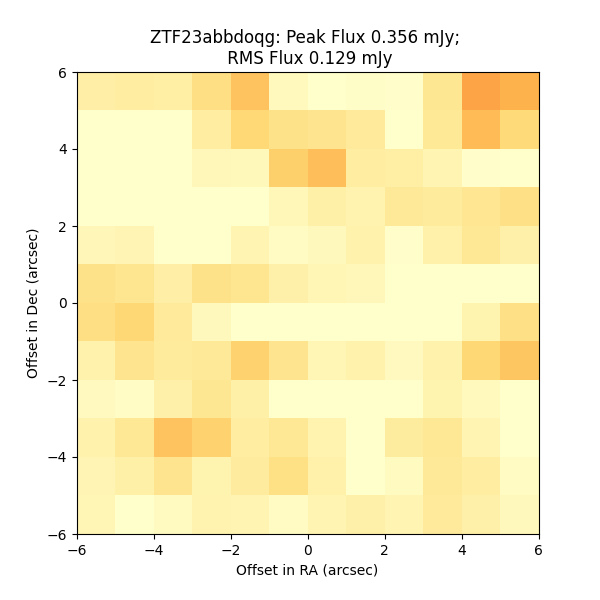 ZTF23abbdoqg: Peak Flux 0.356 mJy;
RMS Flux 0.129 mJy
6
4
2
0
−2
−4
−6
−6 −4 −2 0 2 4 6
Offset in Dec (arcsec)
Offset in RA (arcsec)